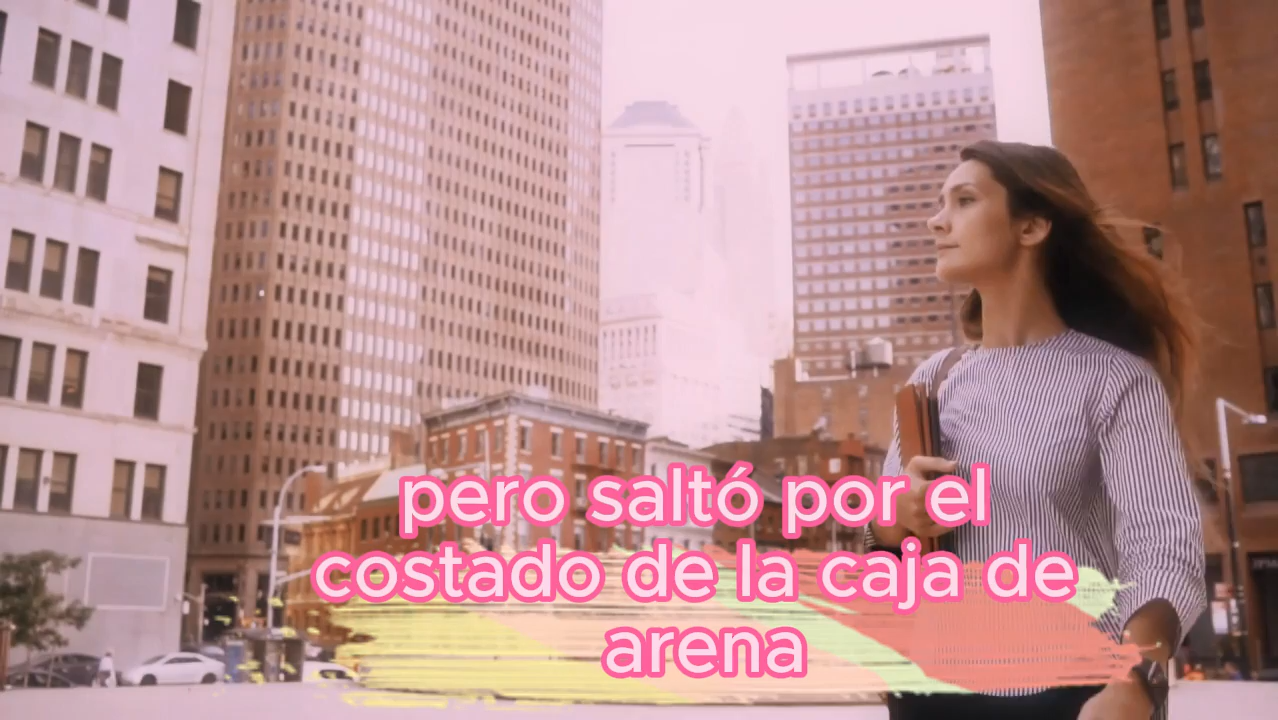 pero saltó por el
costado de la caja de
arena